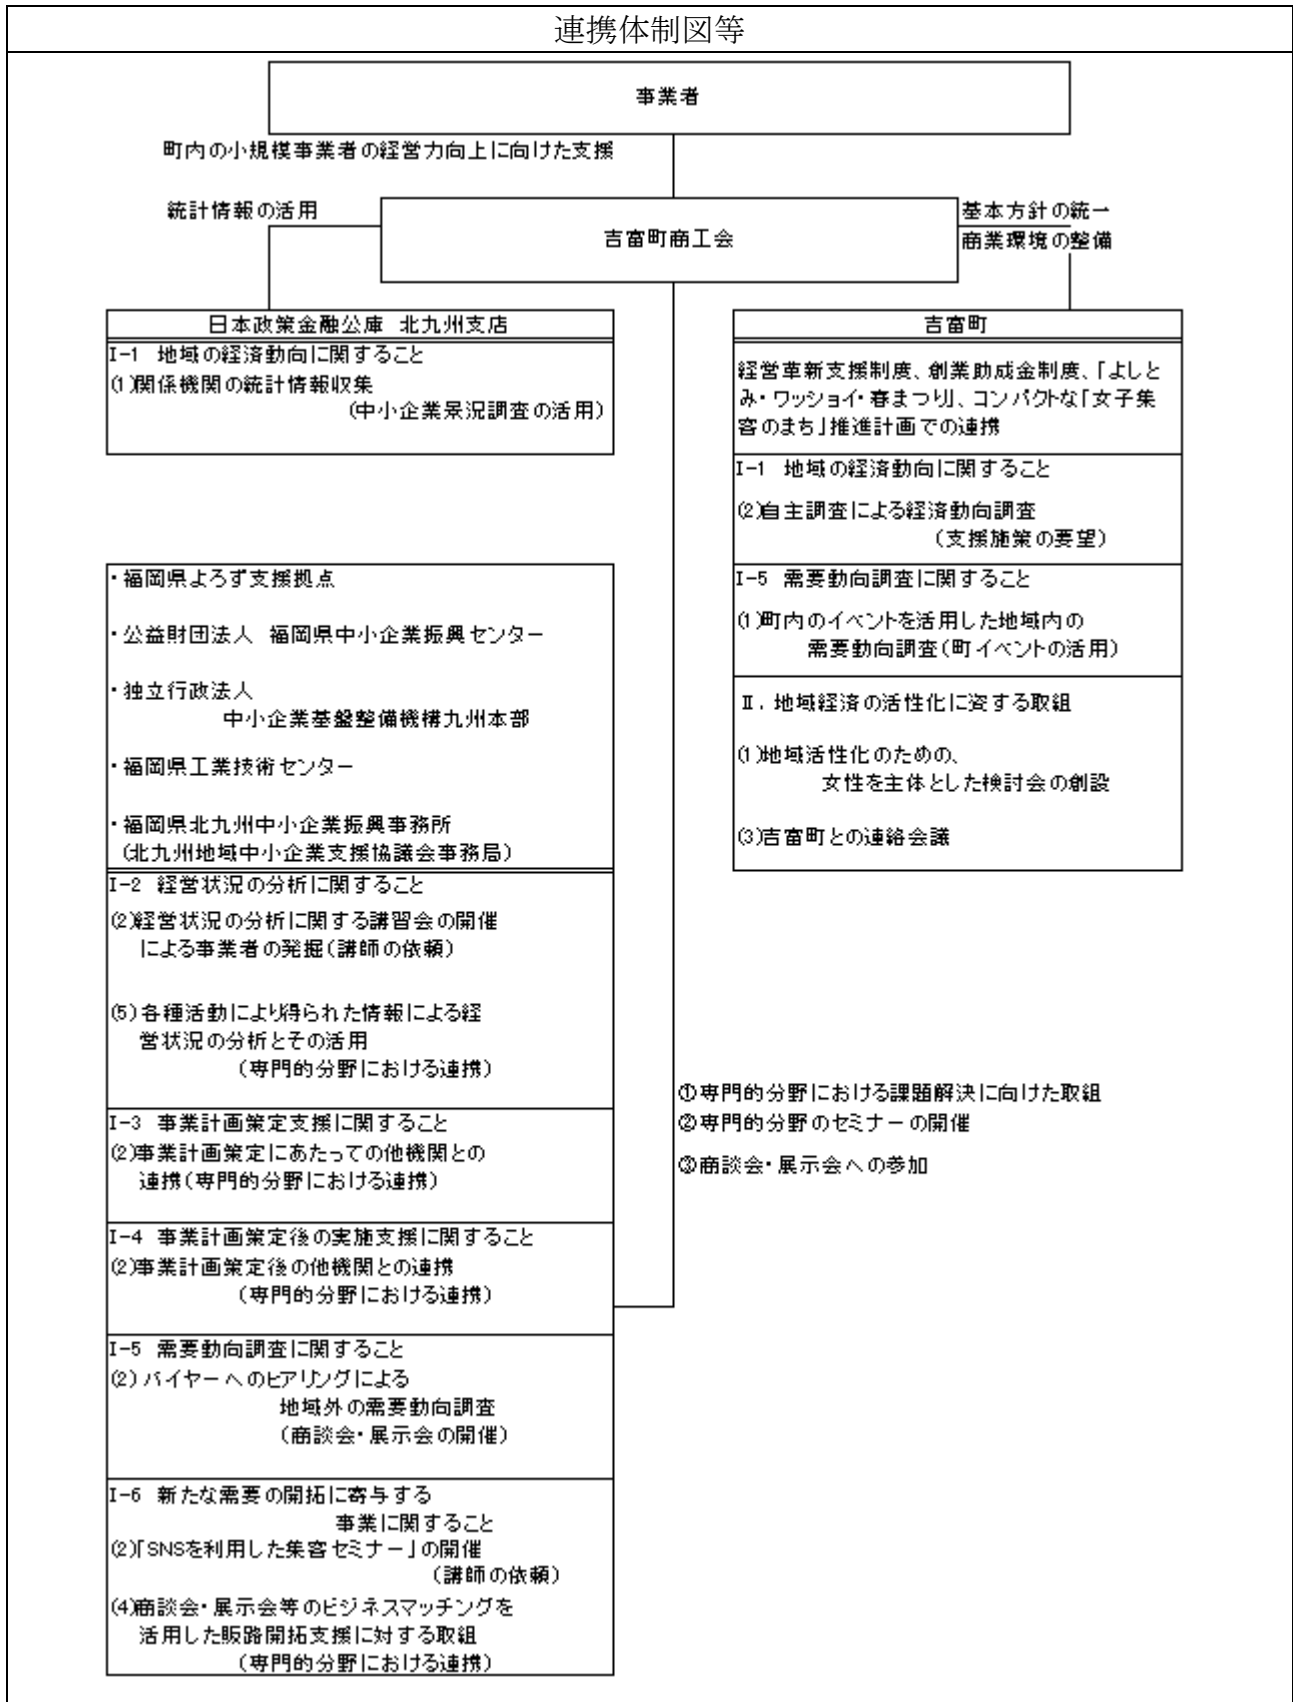 連携体制図等
事業者
町内の小規模事業者の経営力向上に向けた支援
統計情報の活用
吉富町商工会
基本方針の統一
商業環境の整備
日本政策金融公庫 北九州支店
I-1 地域の経済動向に関すること
(1)関係機関の統計情報収集
(中小企業景況調査の活用)
吉富町
経営革新支援制度、創業助成金制度、「よしと
み・ワッショイ・春まつり」、コンパクトな「女子集
客のまち」推進計画での連携
I-1 地域の経済動向に関すること
(2)自主調査による経済動向調査
(支援施策の要望)
I-5 需要動向調査に関すること
(1)町内のイベントを活用した地域内の
需要動向調査(町イベントの活用)
Ⅱ. 地域経済の活性化に資する取組
(1)地域活性化のための、
女性を主体とした検討会の創設
(3)吉富町との連絡会議
・福岡県よろず支援拠点
・公益財団法人 福岡県中小企業振興センター
・独立行政法人
中小企業基盤整備機構九州本部
・福岡県工業技術センター
・福岡県北九州中小企業振興事務所
(北九州地域中小企業支援協議会事務局)
I-2 経営状況の分析に関すること
(2)経営状況の分析に関する講習会の開催
による事業者の発掘(講師の依頼)
(5)各種活動により得られた情報による経
営状況の分析とその活用
(専門的分野における連携)
I-3 事業計画策定支援に関すること
(2)事業計画策定にあたっての他機関との
連携(専門的分野における連携)
I-4 事業計画策定後の実施支援に関すること
(2)事業計画策定後の他機関との連携
(専門的分野における連携)
I-5 需要動向調査に関すること
(2)バイヤーへのヒアリングによる
地域外の需要動向調査
(商談会・展示会の開催)
I-6 新たな需要の開拓に寄与する
事業に関すること
(2)「SNSを利用した集客セミナー」の開催
(講師の依頼)
(4)商談会・展示会等のビジネスマッチングを
活用した販路開拓支援に対する取組
(専門的分野における連携)
①専門的分野における課題解決に向けた取組
②専門的分野のセミナーの開催
③商談会・展示会への参加